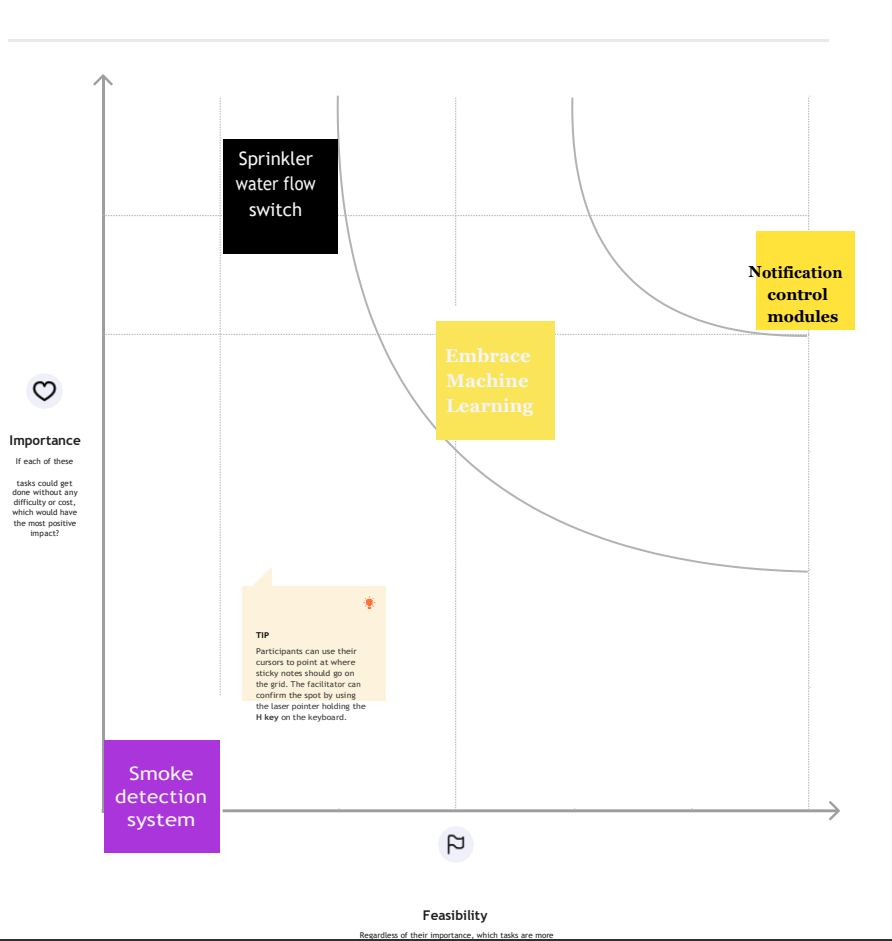 Sprinkler
water flow
switch
Notification
control
modules
Embrace
Machine
Learning
Importance
If each of these
tasks could get
done without any
difficulty or cost,
which would have
the most positive
impact?
TIP
Participants can use their
cursors to point at where
sticky notes should go on
the grid. The facilitator can
confirm the spot by using
the laser pointer holding the
H key on the keyboard.
Smoke
detection
system
Feasibility
Regardless of their importance, which tasks are more